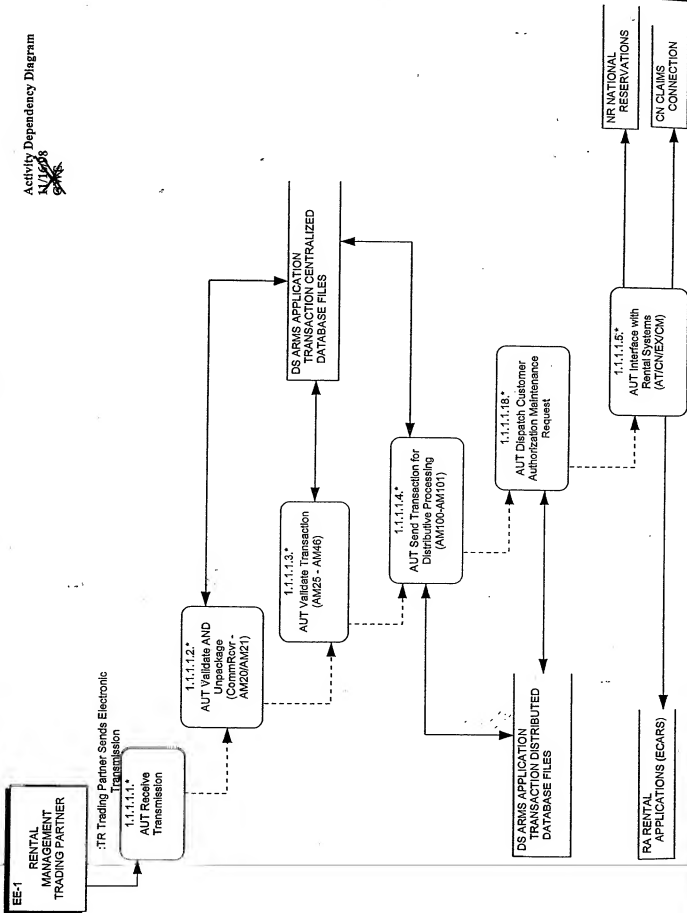 Activity Dependency Diagram
11/16/98
EE-1
RENTAL
MANAGEMENT
TRADING PARTNER
:TR Trading Partner Sends Electronic
Transmission
1.1.1.1.1.*
AUT Receive
Transmission
1.1.1.1.2.*
AUT Validate AND
Unpackage
(CommRcvr -
AM20/AM21)
DS ARMS APPLICATION
TRANSACTION CENTRALIZED
DATABASE FILES
1.1.1.1.3.*
AUT Validate Transaction
(AM25 - AM46)
1.1.1.1.4.*
AUT Send Transaction for
Distributive Processing
(AM100-AM101)
DS ARMS APPLICATION
TRANSACTION DISTRIBUTED
DATABASE FILES
1.1.1.1.18.*
AUT Dispatch Customer
Authorization Maintenance
Request
1.1.1.1.5.*
AUT Interface with
Rental Systems
(AT/CN/EX/CM)
RA RENTAL
APPLICATIONS (ECARS)
NR NATIONAL
RESERVATIONS
CN CLAIMS
CONNECTION